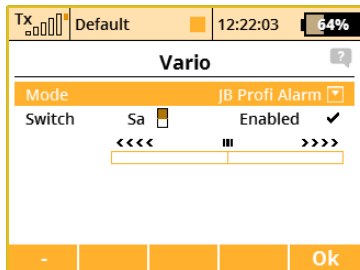 Tx Default 12:22:03 64%
Vario ?
Mode JB Profi Alarm
Switch Sa Enabled ✔
<<<< >>>>
- Ok